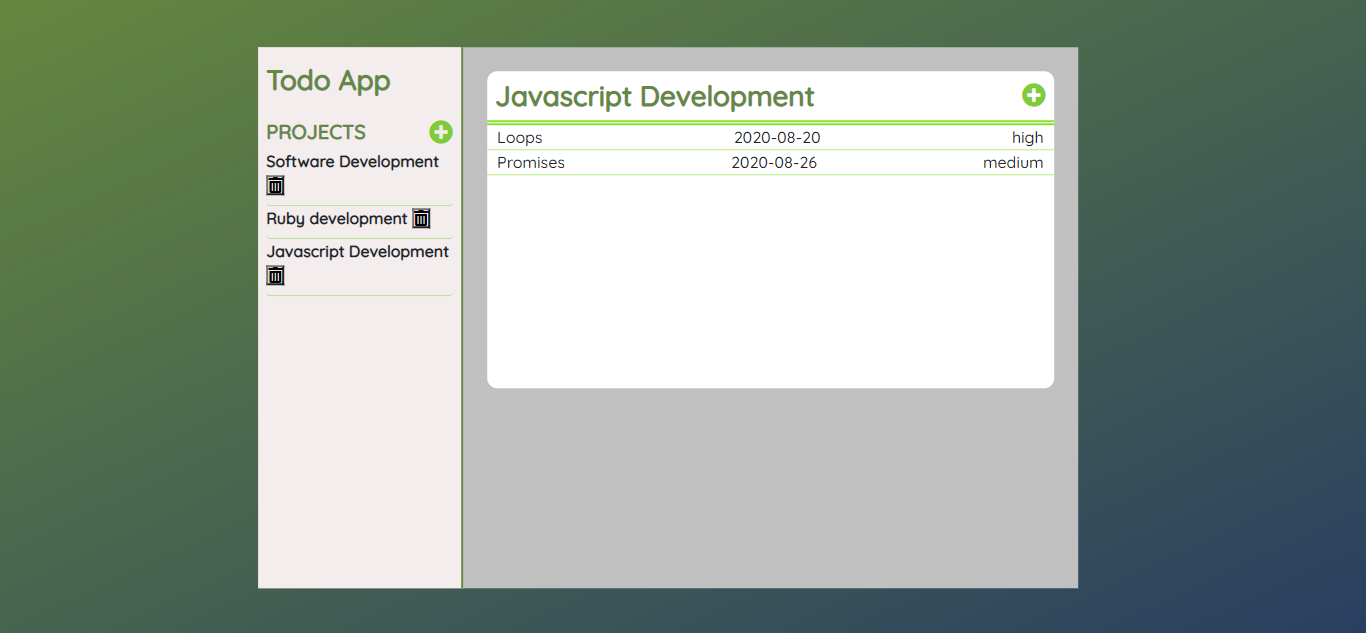 Todo App
PROJECTS
Software Development
Ruby development
Javascript Development
Javascript Development
Loops 2020-08-20 high
Promises 2020-08-26 medium